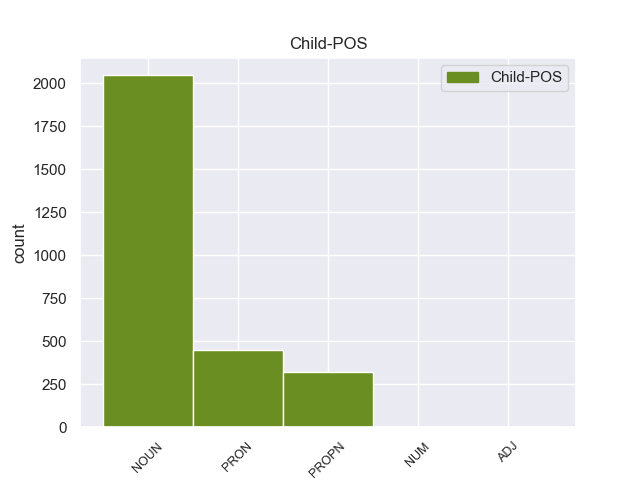 Child-POS
Child-POS
2000
1750
1500
1250
1000
750
500
250
0
count
NOUN
PRON
PROPN
NUM
ADJ